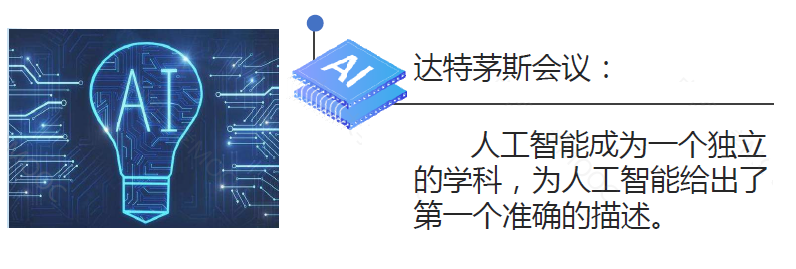 AI
AI
达特茅斯会议：
人工智能成为一个独立
的学科，为人工智能给出了
第一个准确的描述。